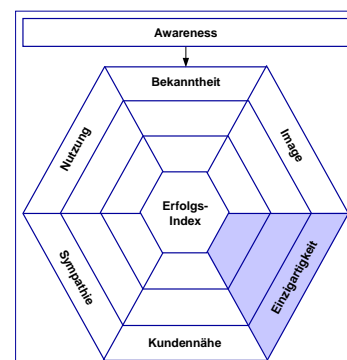 Awareness
Bekanntheit
Nutzung
Image
Erfolgs-
Index
Sympathie
Einzigartigkeit
Kundennähe